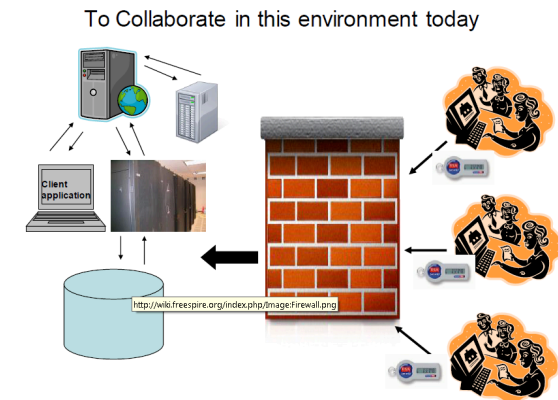 To Collaborate in this environment today
Client
application
http://wiki.freespire.org/index.php/Image:Firewall.png